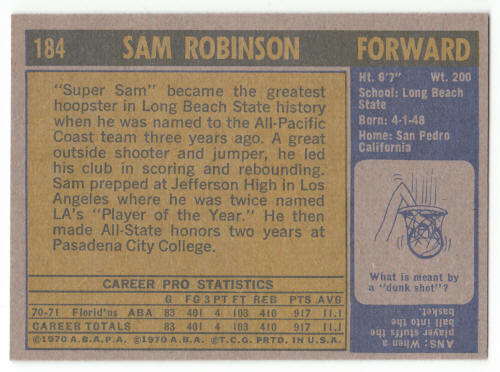 184 SAM ROBINSON FORWARD
"Super Sam" became the greatest
hoopster in Long Beach State history
when he was named to the All-Pacific
Coast team three years ago. A great
outside shooter and jumper, he led
his club in scoring and rebounding.
Sam prepped at Jefferson High in Los
Angeles where he was twice named
LA's "Player of the Year." He then
made All-State honors two years at
Pasadena City College.
Ht. 6'7" Wt. 200
School: Long Beach
State
Born: 4-1-48
Home: San Pedro
California
What is meant by
a "dunk shot"?
ANS: When a
player stuffs the
ball into the
basket.
CAREER PRO STATISTICS
G FG 3PT FT REB PTS AVG
70-71 Florid'ns ABA 83 401 4 103 410 917 11.1
CAREER TOTALS 83 401 4 103 410 917 11.1
©1970 A.B.A.P.A. ©1970 A.B.A. ©T.C.G. PRTD. IN U.S.A.